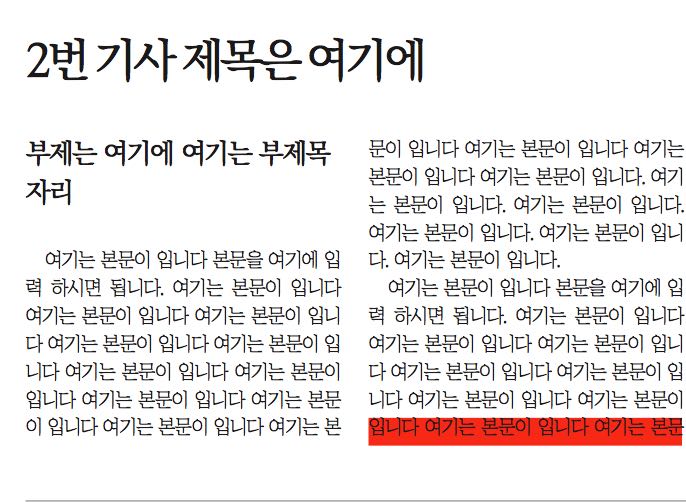 2번 기사 제목은 여기에
부제는 여기에 여기는 부제목
자리
여기는 본문이 입니다 본문을 여기에 입
력 하시면 됩니다. 여기는 본문이 입니다
여기는 본문이 입니다 여기는 본문이 입니
다 여기는 본문이 입니다 여기는 본문이 입
니다 여기는 본문이 입니다 여기는 본문이
입니다 여기는 본문이 입니다 여기는 본문
이 입니다 여기는 본문이 입니다 여기는 본
문이 입니다 여기는 본문이 입니다 여기는
본문이 입니다 여기는 본문이 입니다. 여기
는 본문이 입니다. 여기는 본문이 입니다.
여기는 본문이 입니다. 여기는 본문이 입니
다. 여기는 본문이 입니다.
여기는 본문이 입니다 본문을 여기에 입
력 하시면 됩니다. 여기는 본문이 입니다
여기는 본문이 입니다 여기는 본문이 입니
다 여기는 본문이 입니다 여기는 본문이 입
니다 여기는 본문이 입니다 여기는 본문이
입니다 여기는 본문이 입니다 여기는 본문